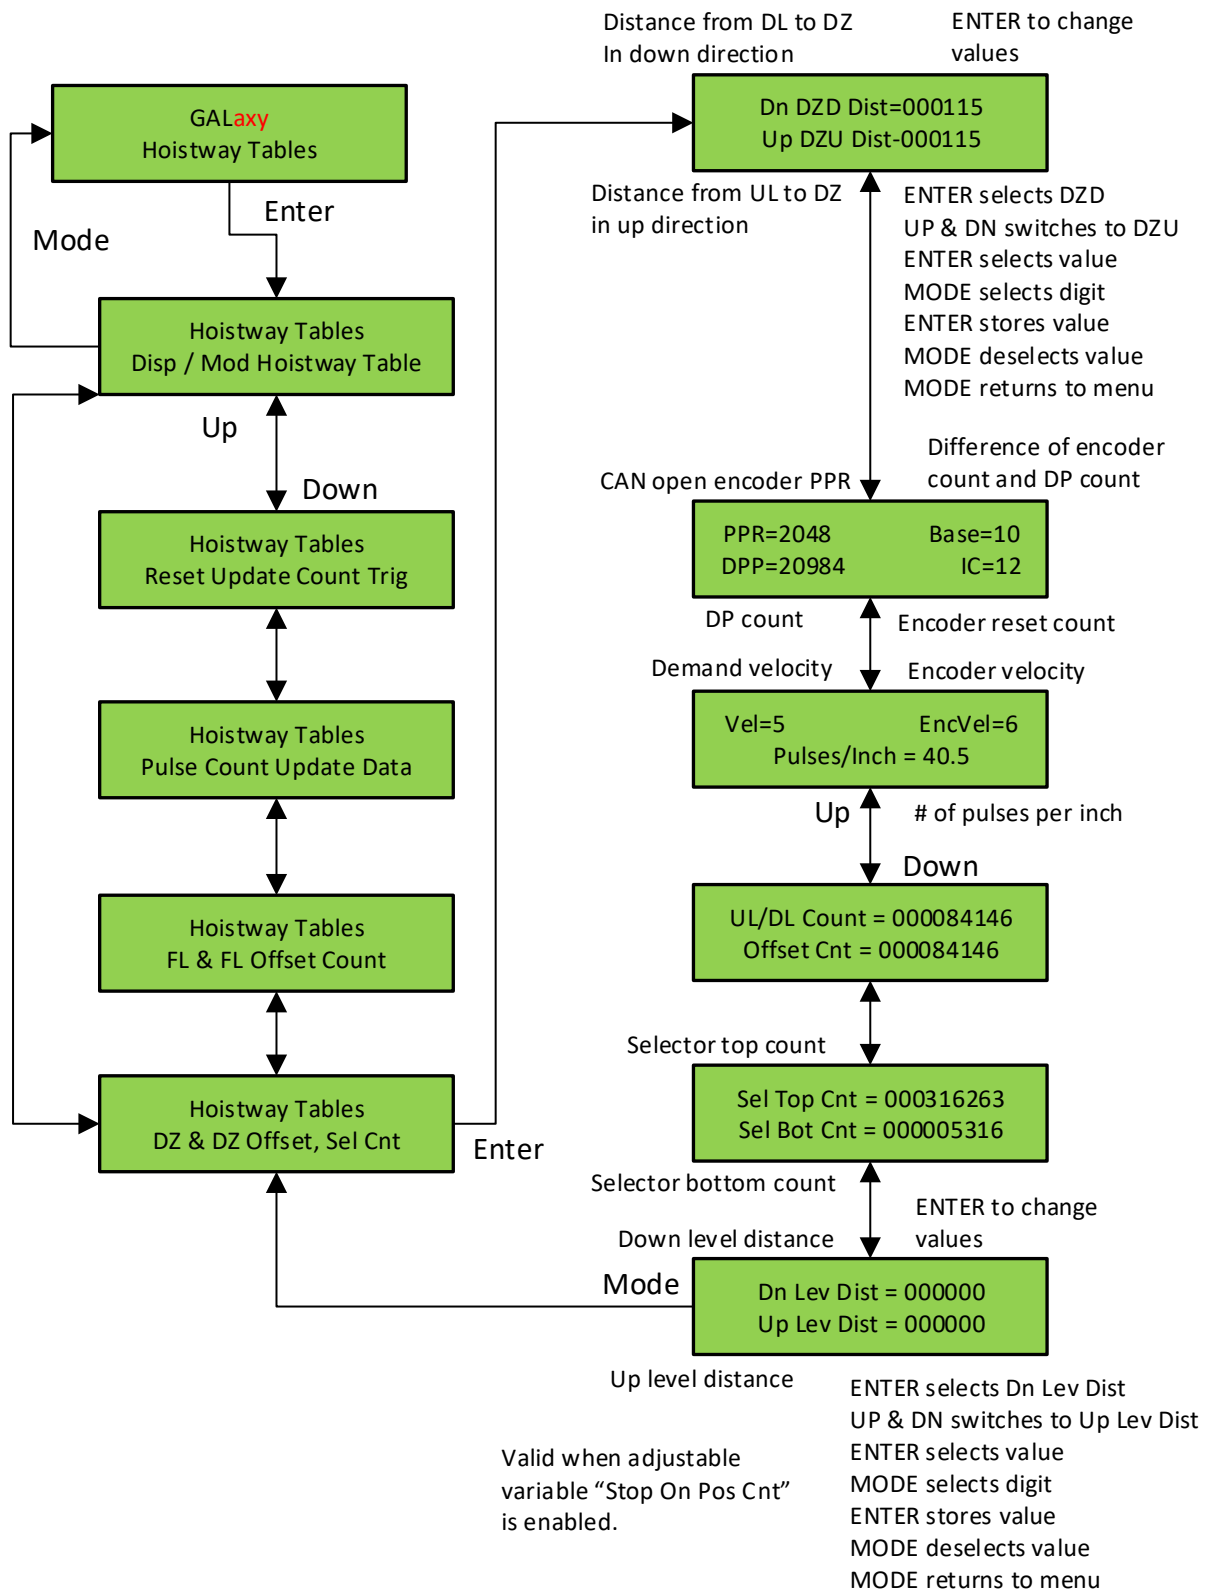 Distance from DL to DZ
In down direction
ENTER to change
values
GALaxy
Hoistway Tables
Dn DZD Dist=000115
Up DZU Dist-000115
Enter
Mode
Distance from UL to DZ
in up direction
ENTER selects DZD
UP & DN switches to DZU
ENTER selects value
MODE selects digit
ENTER stores value
MODE deselects value
MODE returns to menu
Hoistway Tables
Disp / Mod Hoistway Table
Up
Down
CAN open encoder PPR
Difference of encoder
count and DP count
Hoistway Tables
Reset Update Count Trig
PPR=2048 Base=10
DPP=20984 IC=12
DP count
Encoder reset count
Demand velocity
Encoder velocity
Hoistway Tables
Pulse Count Update Data
Vel=5 EncVel=6
Pulses/Inch = 40.5
Up
# of pulses per inch
Down
Hoistway Tables
FL & FL Offset Count
UL/DL Count = 000084146
Offset Cnt = 000084146
Selector top count
Hoistway Tables
DZ & DZ Offset, Sel Cnt
Enter
Sel Top Cnt = 000316263
Sel Bot Cnt = 000005316
Selector bottom count
ENTER to change
values
Down level distance
Mode
Dn Lev Dist = 000000
Up Lev Dist = 000000
Up level distance
ENTER selects Dn Lev Dist
UP & DN switches to Up Lev Dist
ENTER selects value
MODE selects digit
ENTER stores value
MODE deselects value
MODE returns to menu
Valid when adjustable
variable “Stop On Pos Cnt”
is enabled.